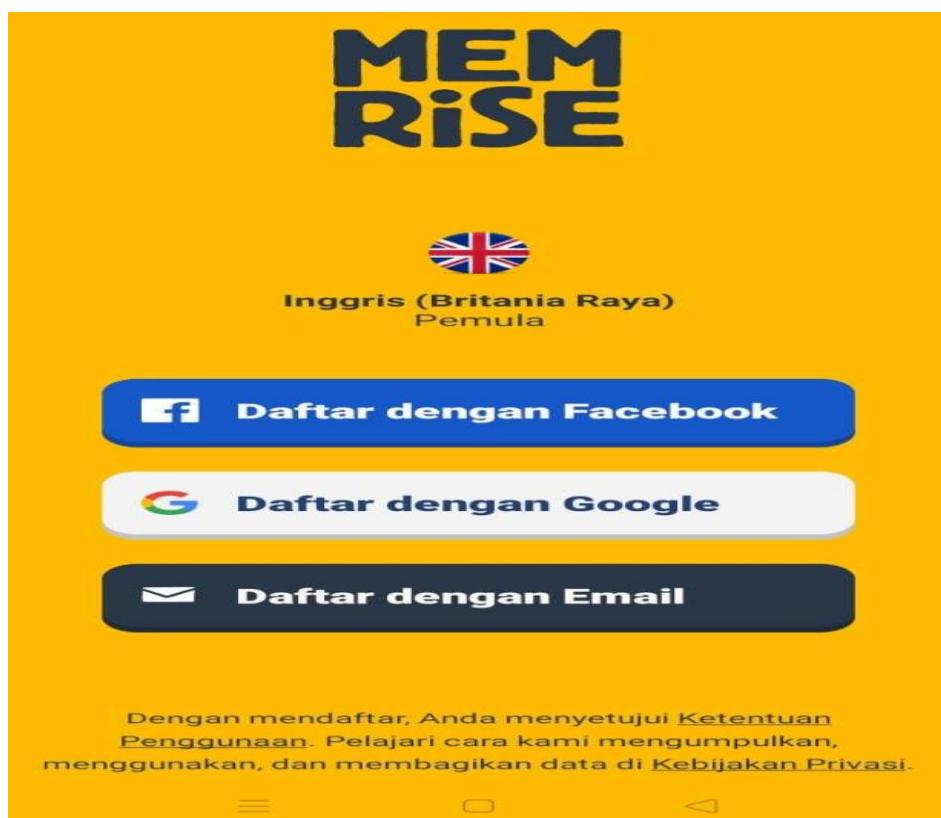 MEM
RiSE
Inggris (Britania Raya)
Pemula
Daftar dengan Facebook
Daftar dengan Google
Daftar dengan Email
Dengan mendaftar, Anda menyetujui Ketentuan
Penggunaan. Pelajari cara kami mengumpulkan,
menggunakan, dan membagikan data di Kebijakan Privasi.